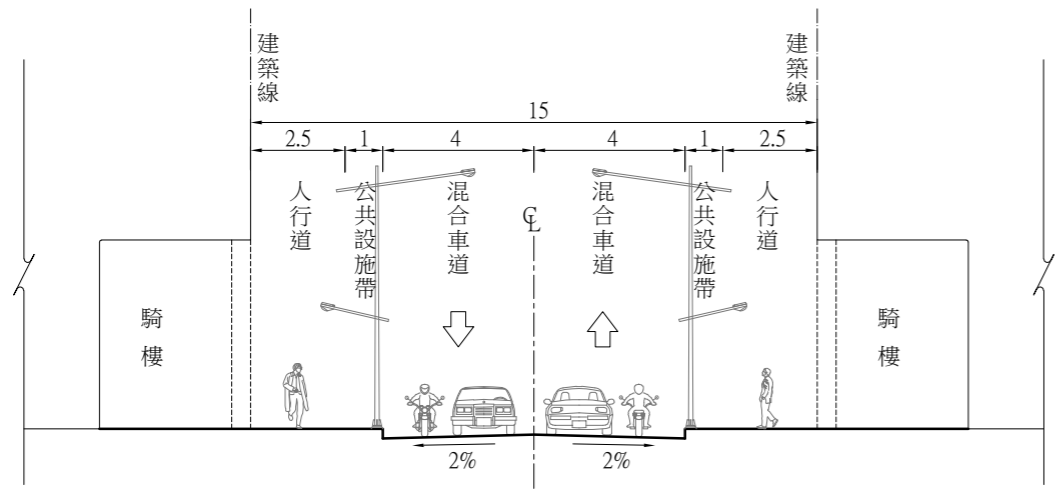 建築線
建築線
15
2.5 1 4 4 1 2.5
人行道
公共設施帶
混合車道
℄
混合車道
公共設施帶
人行道
騎樓
騎樓
2% 2%